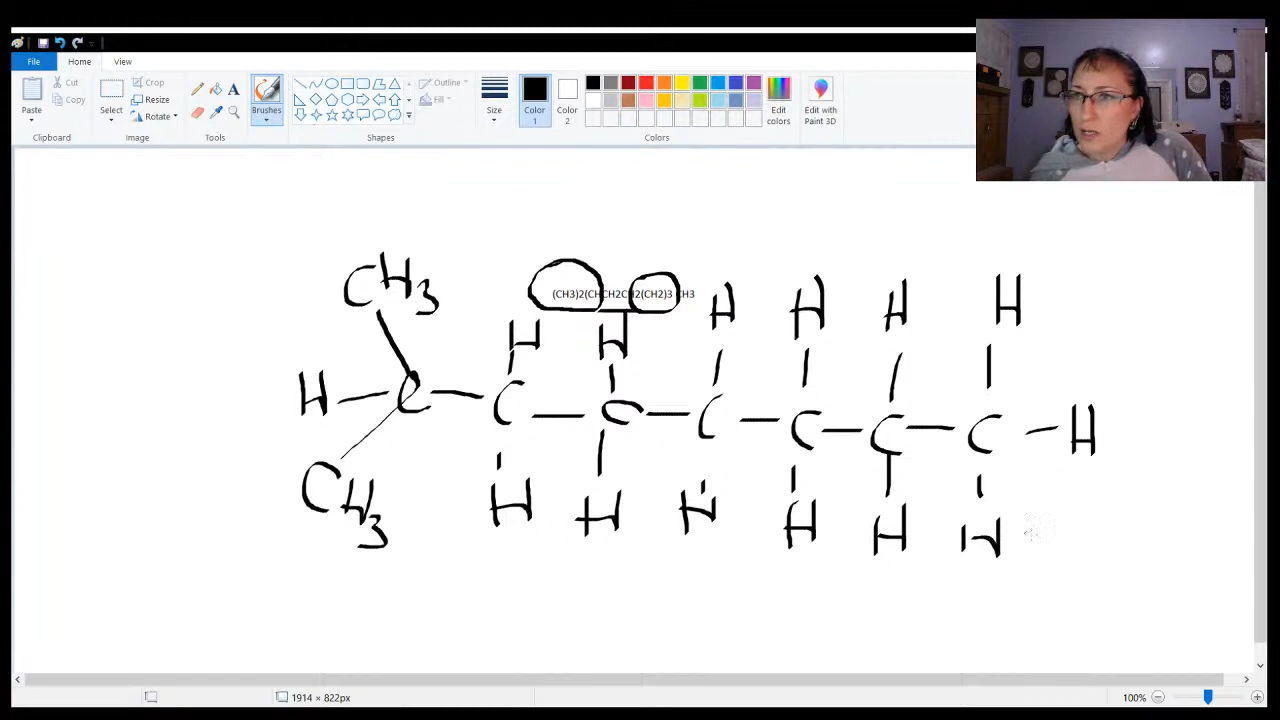 File Home View
Cut Crop Outline
Paste Copy Select Resize Brushes Fill Size Color 1 Color 2 Edit colors Edit with Paint 3D
Rotate
Clipboard Image Tools Shapes Colors
CH3 (CH3)2(CHCH2CH2(CH2)3 CH3 H H H H
H H
H C C C C C C C H
CH3 H H H H H H
1914 × 822px 100%